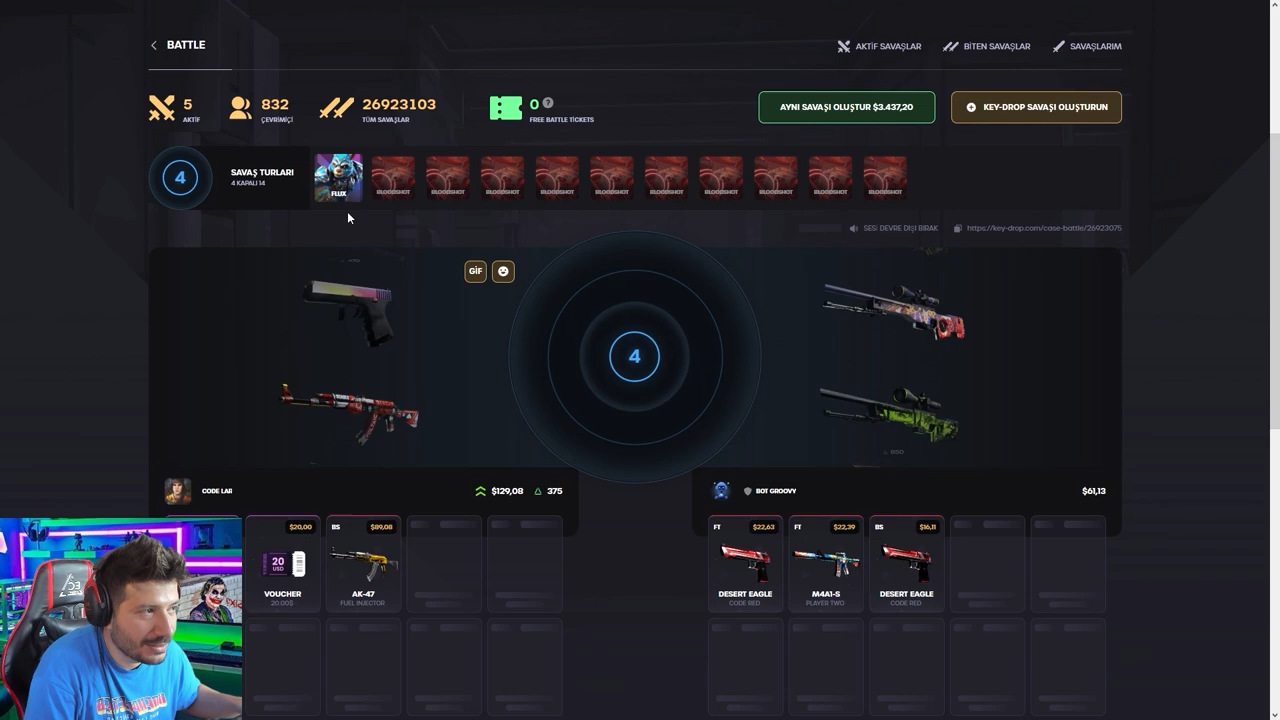 BATTLE
AKTİF SAVAŞLAR
BİTEN SAVAŞLAR
SAVAŞLARIM
5
AKTİF
832
ÇEVRİMİÇİ
26923103
TÜM SAVAŞLAR
0 ?
FREE BATTLE TICKETS
AYNI SAVAŞI OLUŞTUR $3.437,20
KEY-DROP SAVAŞI OLUŞTURUN
4
SAVAŞ TURLARI
4 KAPALI 14
FLUX
BLOODSHOT
BLOODSHOT
BLOODSHOT
BLOODSHOT
BLOODSHOT
BLOODSHOT
BLOODSHOT
BLOODSHOT
BLOODSHOT
BLOODSHOT
SESİ DEVRE DIŞI BIRAK
https://key-drop.com/case-battle/26923075
GIF
4
CODE LAR
$129,08
375
BOT GROOVY
$61,13
$20,00
20
USD
VOUCHER
20.00$
BS
$89,08
AK-47
FUEL INJECTOR
FT
$22,63
DESERT EAGLE
CODE RED
FT
$22,39
M4A1-S
PLAYER TWO
BS
$16,11
DESERT EAGLE
CODE RED